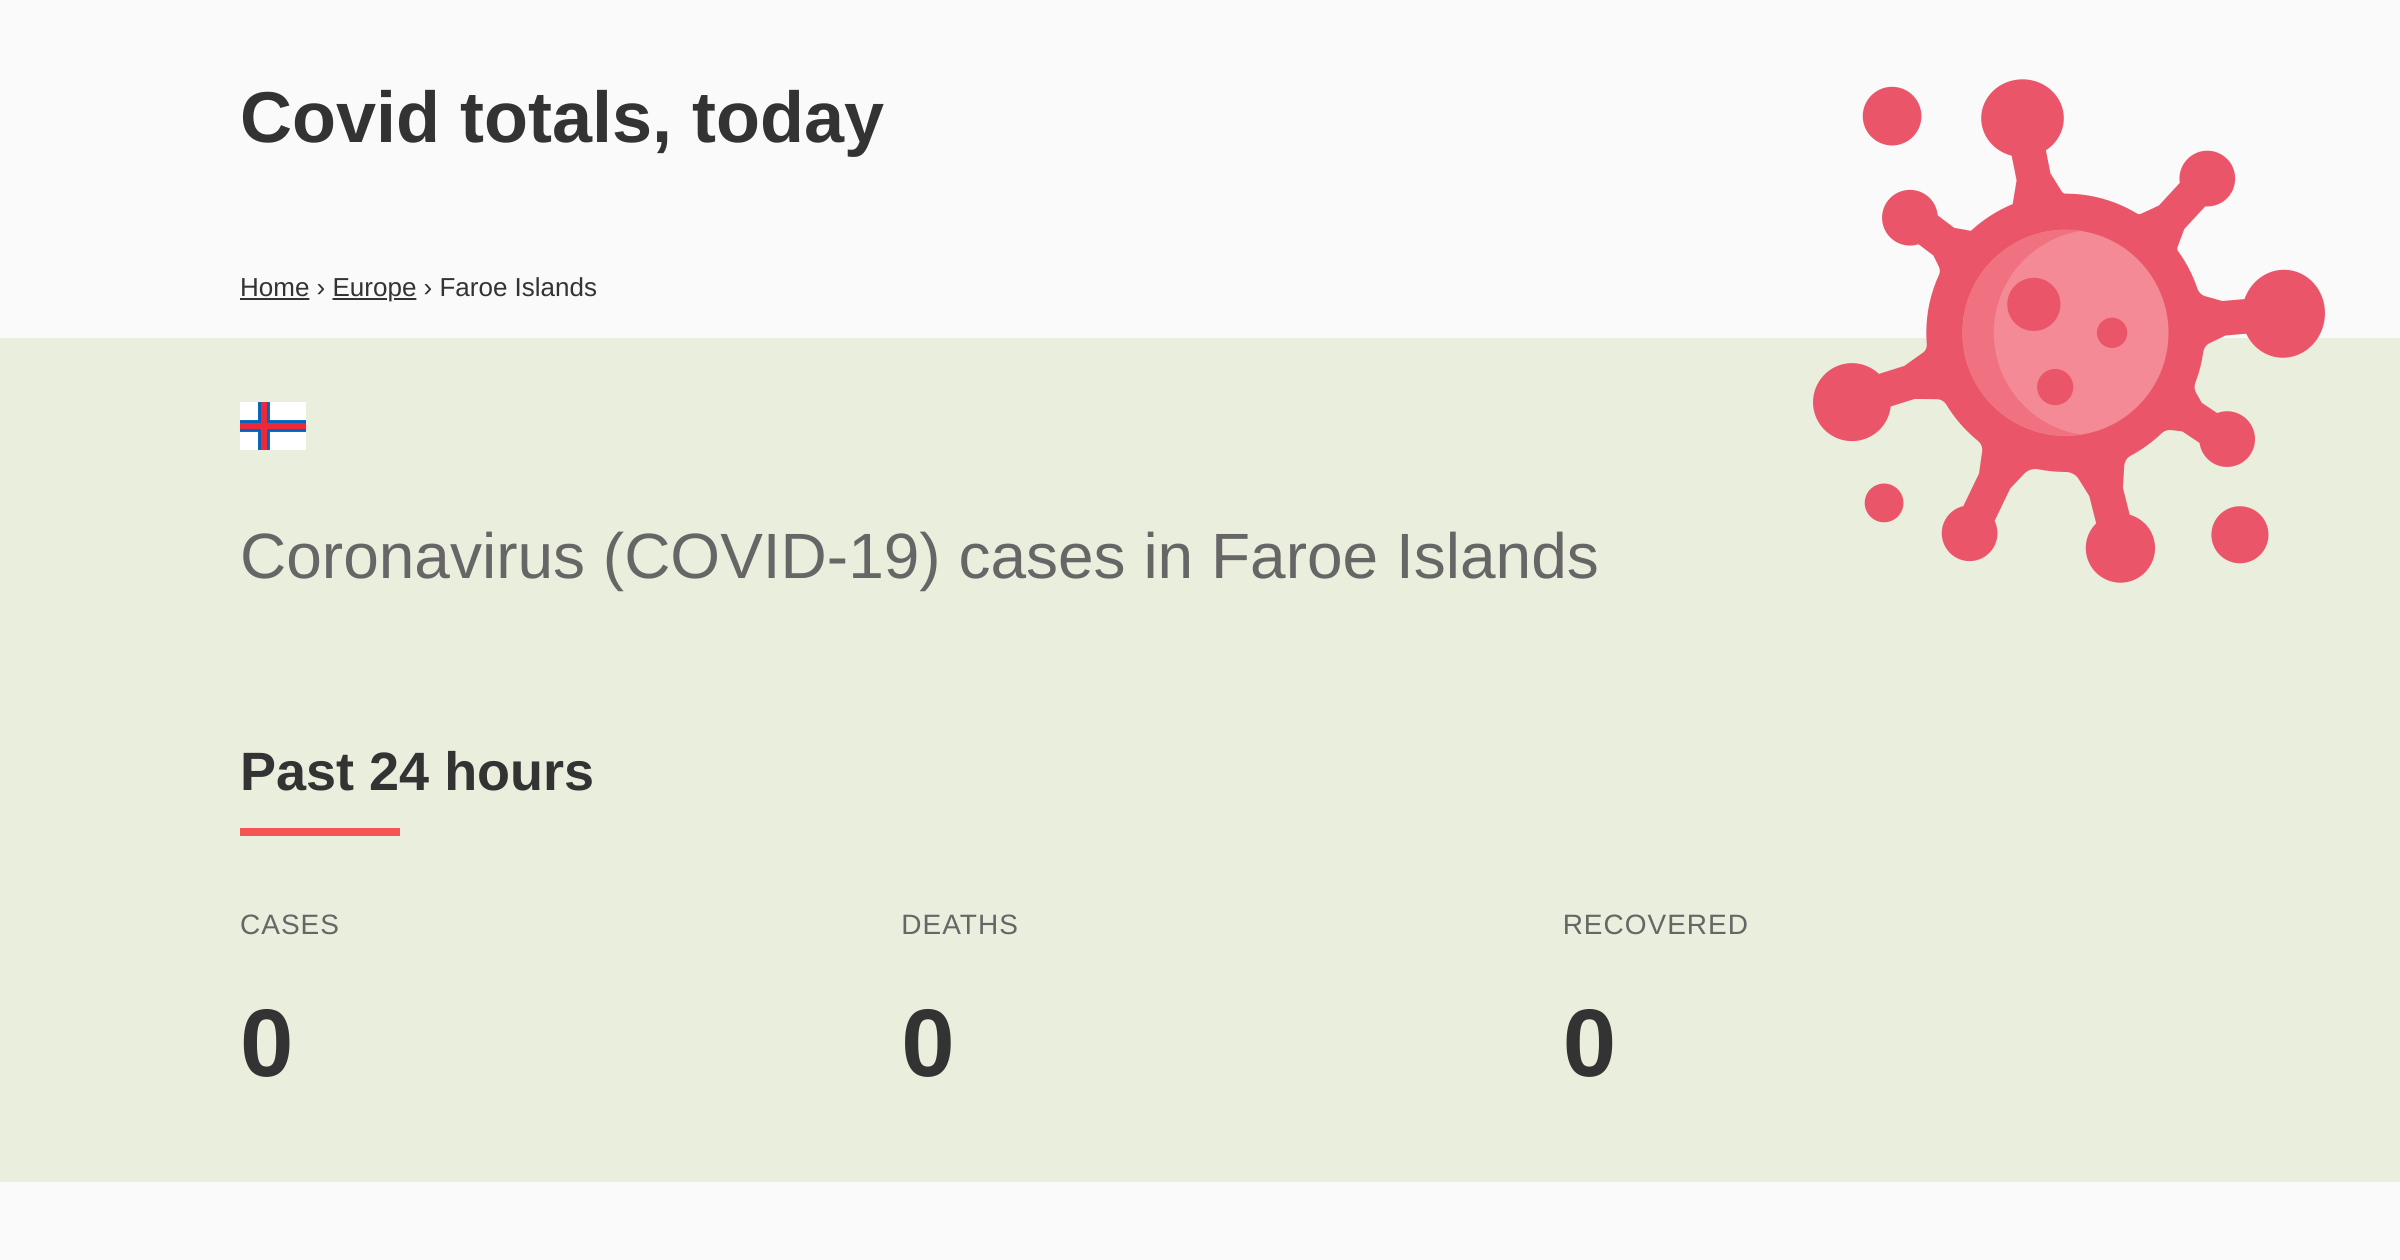 Covid totals, today
Home › Europe › Faroe Islands
Coronavirus (COVID-19) cases in Faroe Islands
Past 24 hours
CASES DEATHS RECOVERED
0 0 0